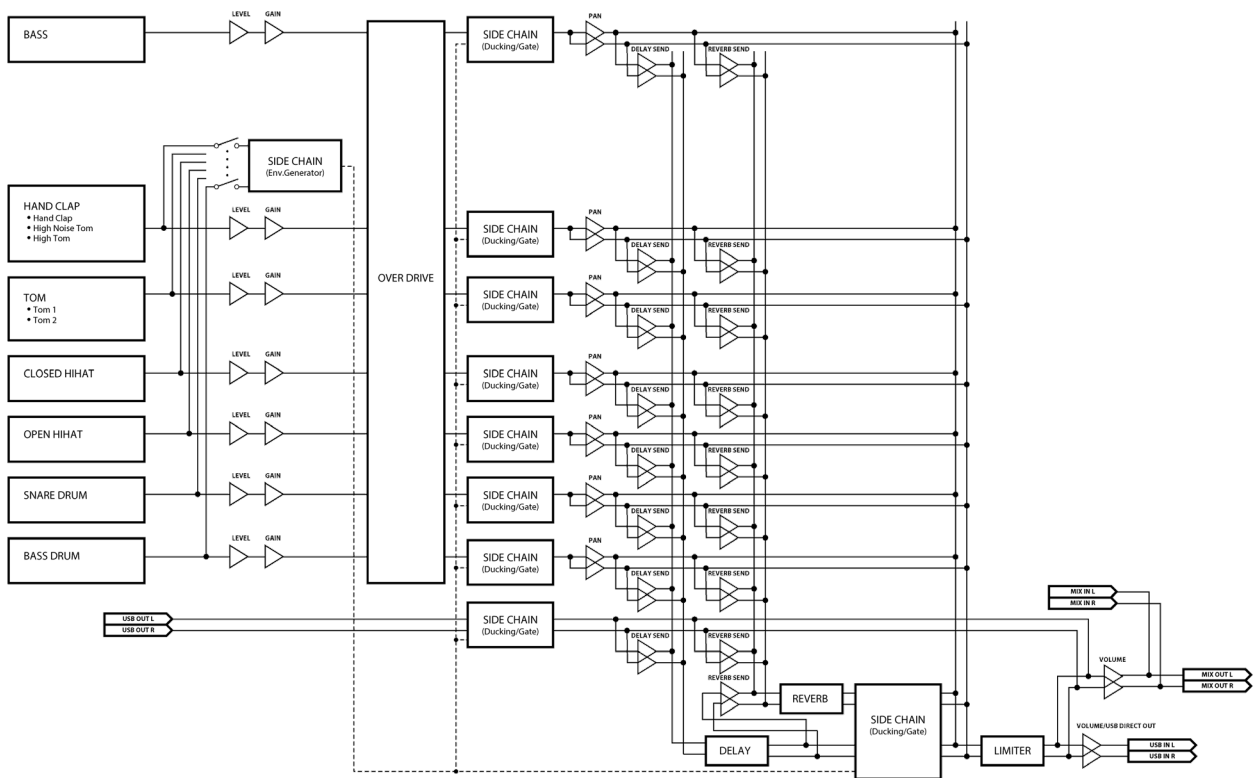 BASS
LEVEL
GAIN
SIDE CHAIN
(Ducking/Gate)
PAN
DELAY SEND
REVERB SEND
SIDE CHAIN
(Env.Generator)
HAND CLAP
• Hand Clap
• High Noise Tom
• High Tom
LEVEL
GAIN
SIDE CHAIN
(Ducking/Gate)
PAN
DELAY SEND
REVERB SEND
OVER DRIVE
TOM
• Tom 1
• Tom 2
LEVEL
GAIN
SIDE CHAIN
(Ducking/Gate)
PAN
DELAY SEND
REVERB SEND
CLOSED HIHAT
LEVEL
GAIN
SIDE CHAIN
(Ducking/Gate)
PAN
DELAY SEND
REVERB SEND
OPEN HIHAT
LEVEL
GAIN
SIDE CHAIN
(Ducking/Gate)
PAN
DELAY SEND
REVERB SEND
SNARE DRUM
LEVEL
GAIN
SIDE CHAIN
(Ducking/Gate)
PAN
DELAY SEND
REVERB SEND
BASS DRUM
LEVEL
GAIN
SIDE CHAIN
(Ducking/Gate)
PAN
DELAY SEND
REVERB SEND
USB OUT L
USB OUT R
SIDE CHAIN
(Ducking/Gate)
DELAY SEND
REVERB SEND
MIX IN L
MIX IN R
REVERB SEND
REVERB
DELAY
SIDE CHAIN
(Ducking/Gate)
LIMITER
VOLUME
MIX OUT L
MIX OUT R
VOLUME/USB DIRECT OUT
USB IN L
USB IN R